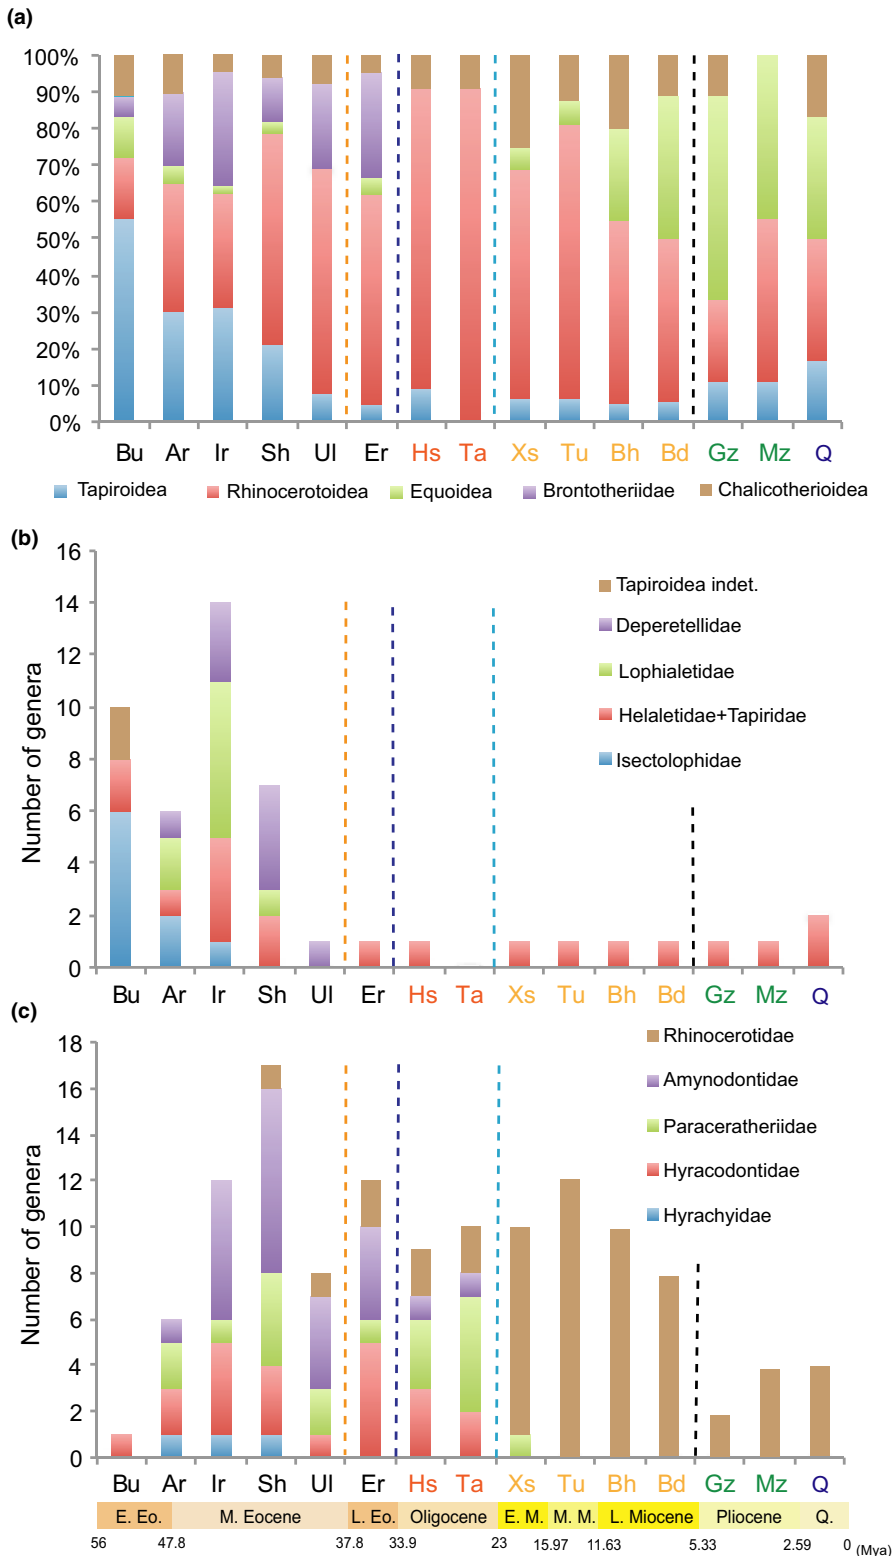 (a)
100%
90%
80%
70%
60%
50%
40%
30%
20%
10%
0%
Bu Ar Ir Sh Ul Er Hs Ta Xs Tu Bh Bd Gz Mz Q
Tapiroidea Rhinocerotoidea Equoidea Brontotheriidae Chalicotherioidea
(b)
Number of genera
16
14
12
10
8
6
4
2
0
Tapiroidea indet.
Deperetellidae
Lophialetidae
Helaletidae+Tapiridae
Isectolophidae
Bu Ar Ir Sh Ul Er Hs Ta Xs Tu Bh Bd Gz Mz Q
(c)
Number of genera
18
16
14
12
10
8
6
4
2
0
Rhinocerotidae
Amynodontidae
Paraceratheriidae
Hyracodontidae
Hyrachyidae
Bu Ar Ir Sh Ul Er Hs Ta Xs Tu Bh Bd Gz Mz Q
E. Eo. M. Eocene L. Eo. Oligocene E. M. M. M. L. Miocene Pliocene Q.
56 47.8 37.8 33.9 23 15.97 11.63 5.33 2.59 0 (Mya)